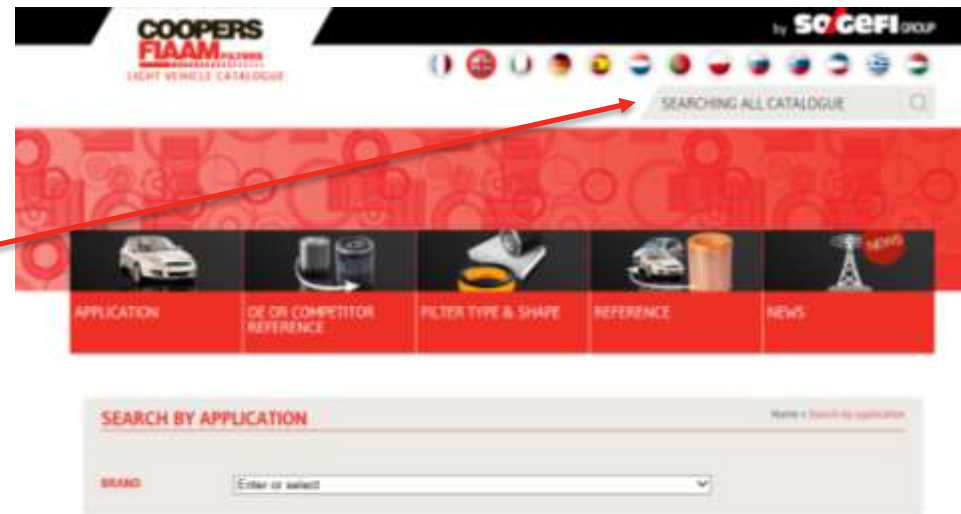 COOPERS
FIAAM FILTERS
LIGHT VEHICLE CATALOGUE
by SOGEFI GROUP
SEARCHING ALL CATALOGUE
NEWS
APPLICATION
OE OR COMPETITOR
REFERENCE
FILTER TYPE & SHAPE
REFERENCE
NEWS
SEARCH BY APPLICATION
Home > Search by application
BRAND
Enter or select